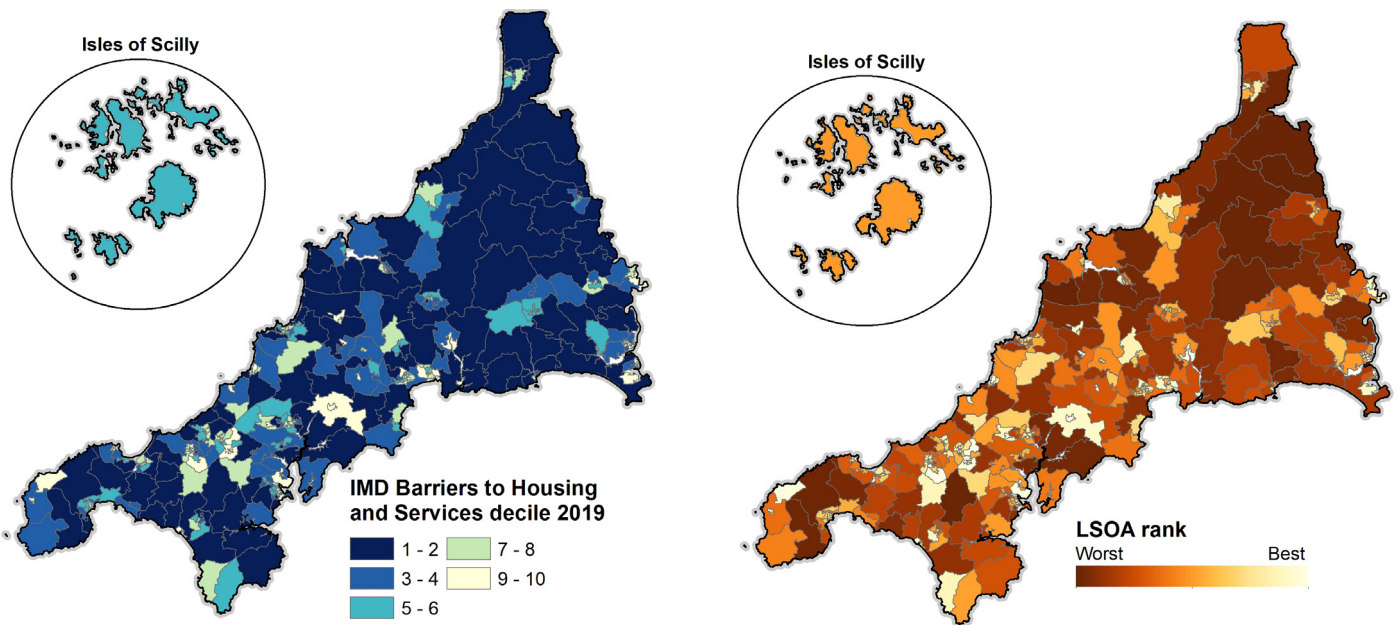 Isles of Scilly
IMD Barriers to Housing
and Services decile 2019
1 - 2
7 - 8
3 - 4
9 - 10
5 - 6
Isles of Scilly
LSOA rank
Worst
Best